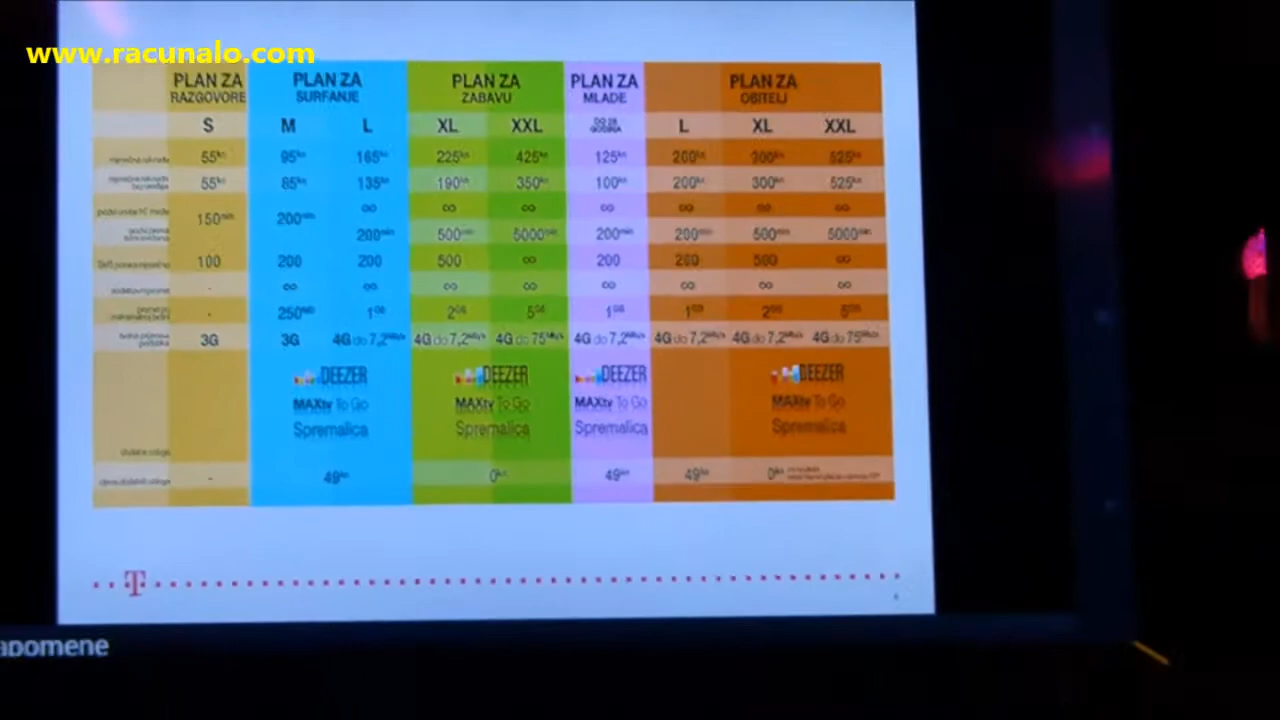 www.racunalo.com
PLAN ZA RAZGOVORE PLAN ZA SURFANJE PLAN ZA ZABAVU PLAN ZA MLADE PLAN ZA OBITELJ
S M L XL XXL DO 26 GODINA L XL XXL
55kn 95kn 165kn 225kn 425kn 125kn 200kn 300kn 525kn
55kn 85kn 135kn 190kn 350kn 100kn 200kn 300kn 525kn
150min 200min ∞ ∞ ∞ ∞ ∞ ∞ ∞
200min 500min 5000min 200min 200min 500min 5000min
100 200 200 500 ∞ 200 200 500 ∞
- ∞ ∞ ∞ ∞ ∞ ∞ ∞ ∞
- 250MB 1GB 2GB 5GB 1GB 1GB 2GB 5GB
3G 3G 4G do 7,2Mb/s 4G do 7,2Mb/s 4G do 75Mb/s 4G do 7,2Mb/s 4G do 7,2Mb/s 4G do 7,2Mb/s 4G do 75Mb/s
DEEZER DEEZER DEEZER DEEZER
MAXtv To Go MAXtv To Go MAXtv To Go MAXtv To Go
Spremalica Spremalica Spremalica Spremalica
- 49kn 0kn 49kn 49kn 0kn
T
apomene